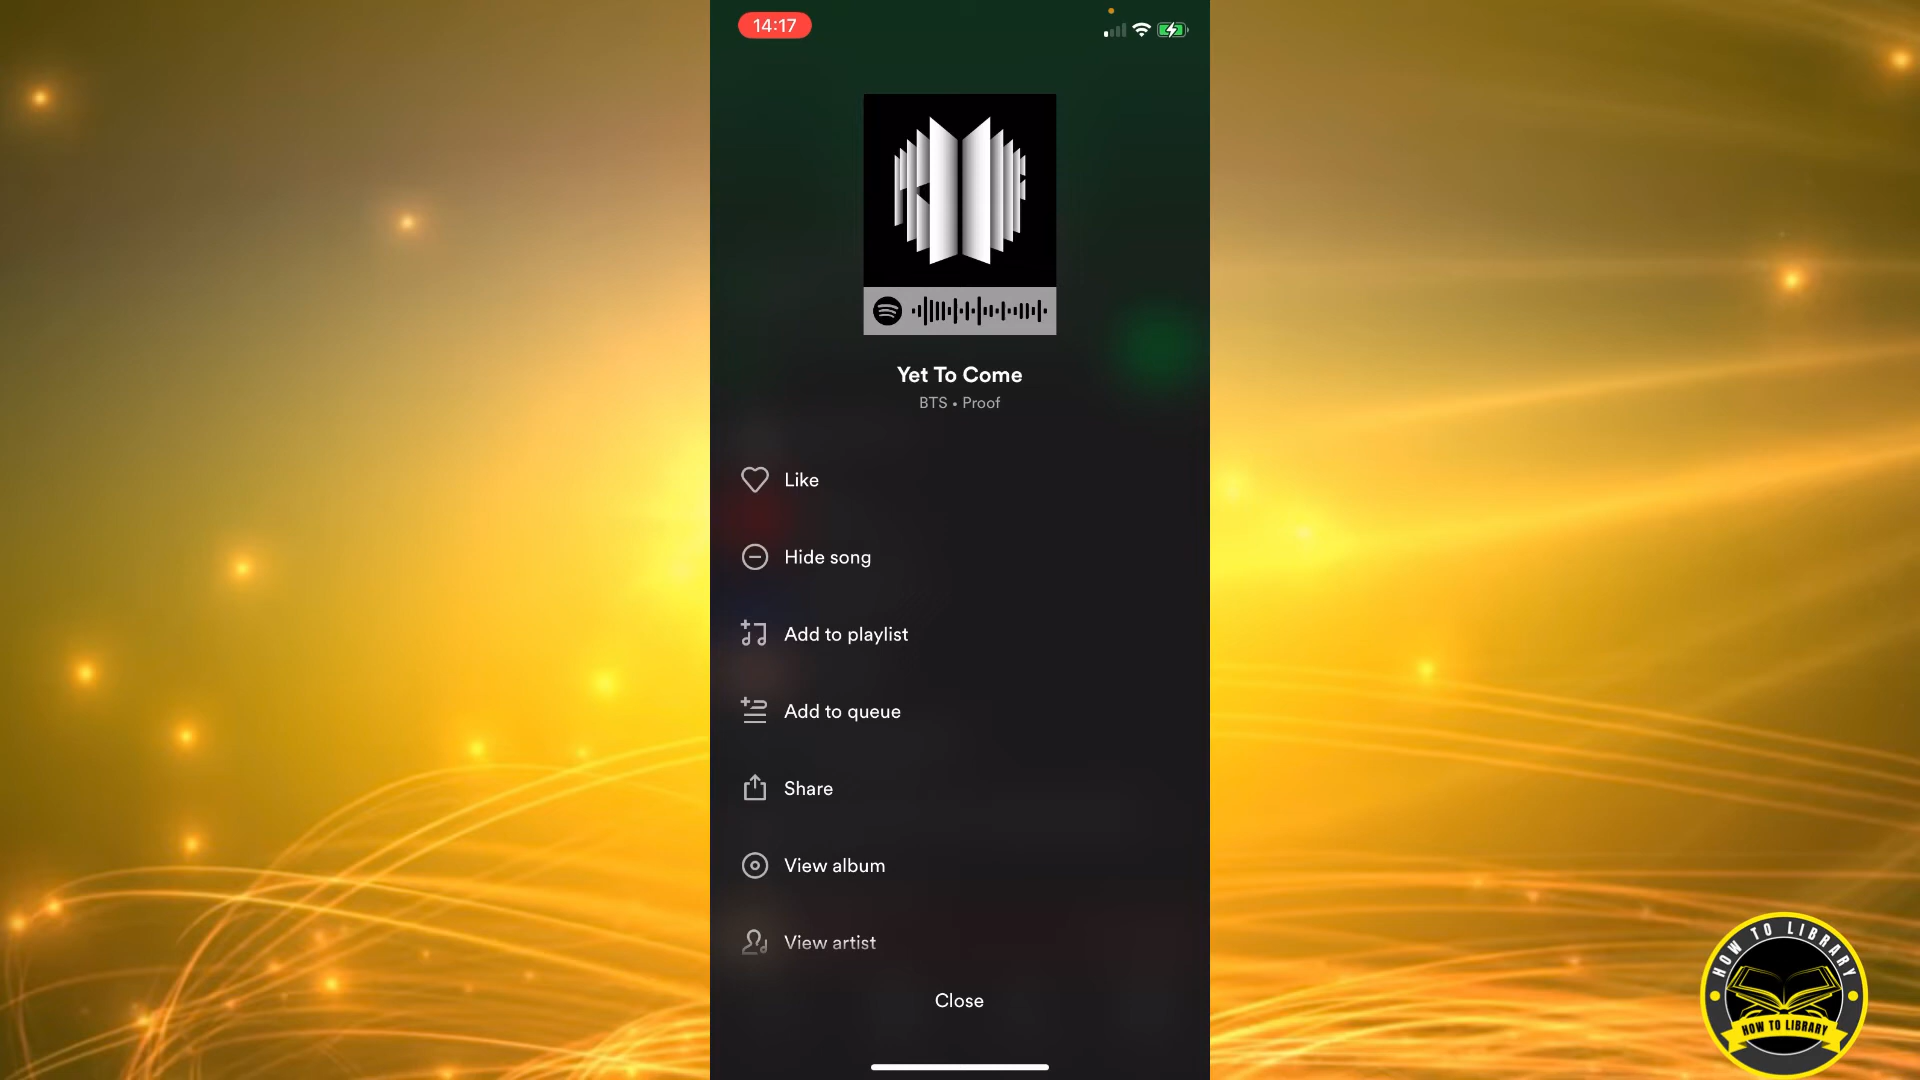 14:17
Yet To Come
BTS • Proof
Like
Hide song
Add to playlist
Add to queue
Share
View album
View artist
Close
HOW TO LIBRARY
HOW TO LIBRARY